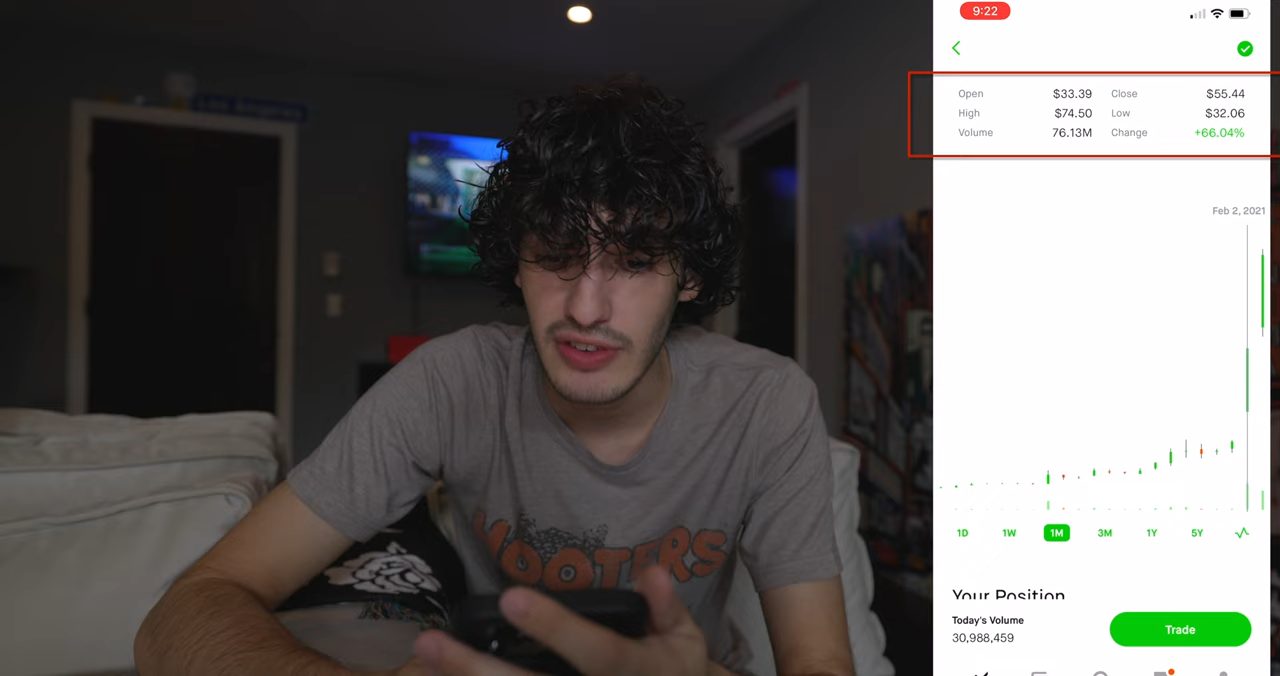 9:22
Open $33.39 Close $55.44
High $74.50 Low $32.06
Volume 76.13M Change +66.04%
Feb 2, 2021
1D 1W 1M 3M 1Y 5Y
Your Position
Today's Volume
30,988,459
Trade
Los Angeles
HOOTERS